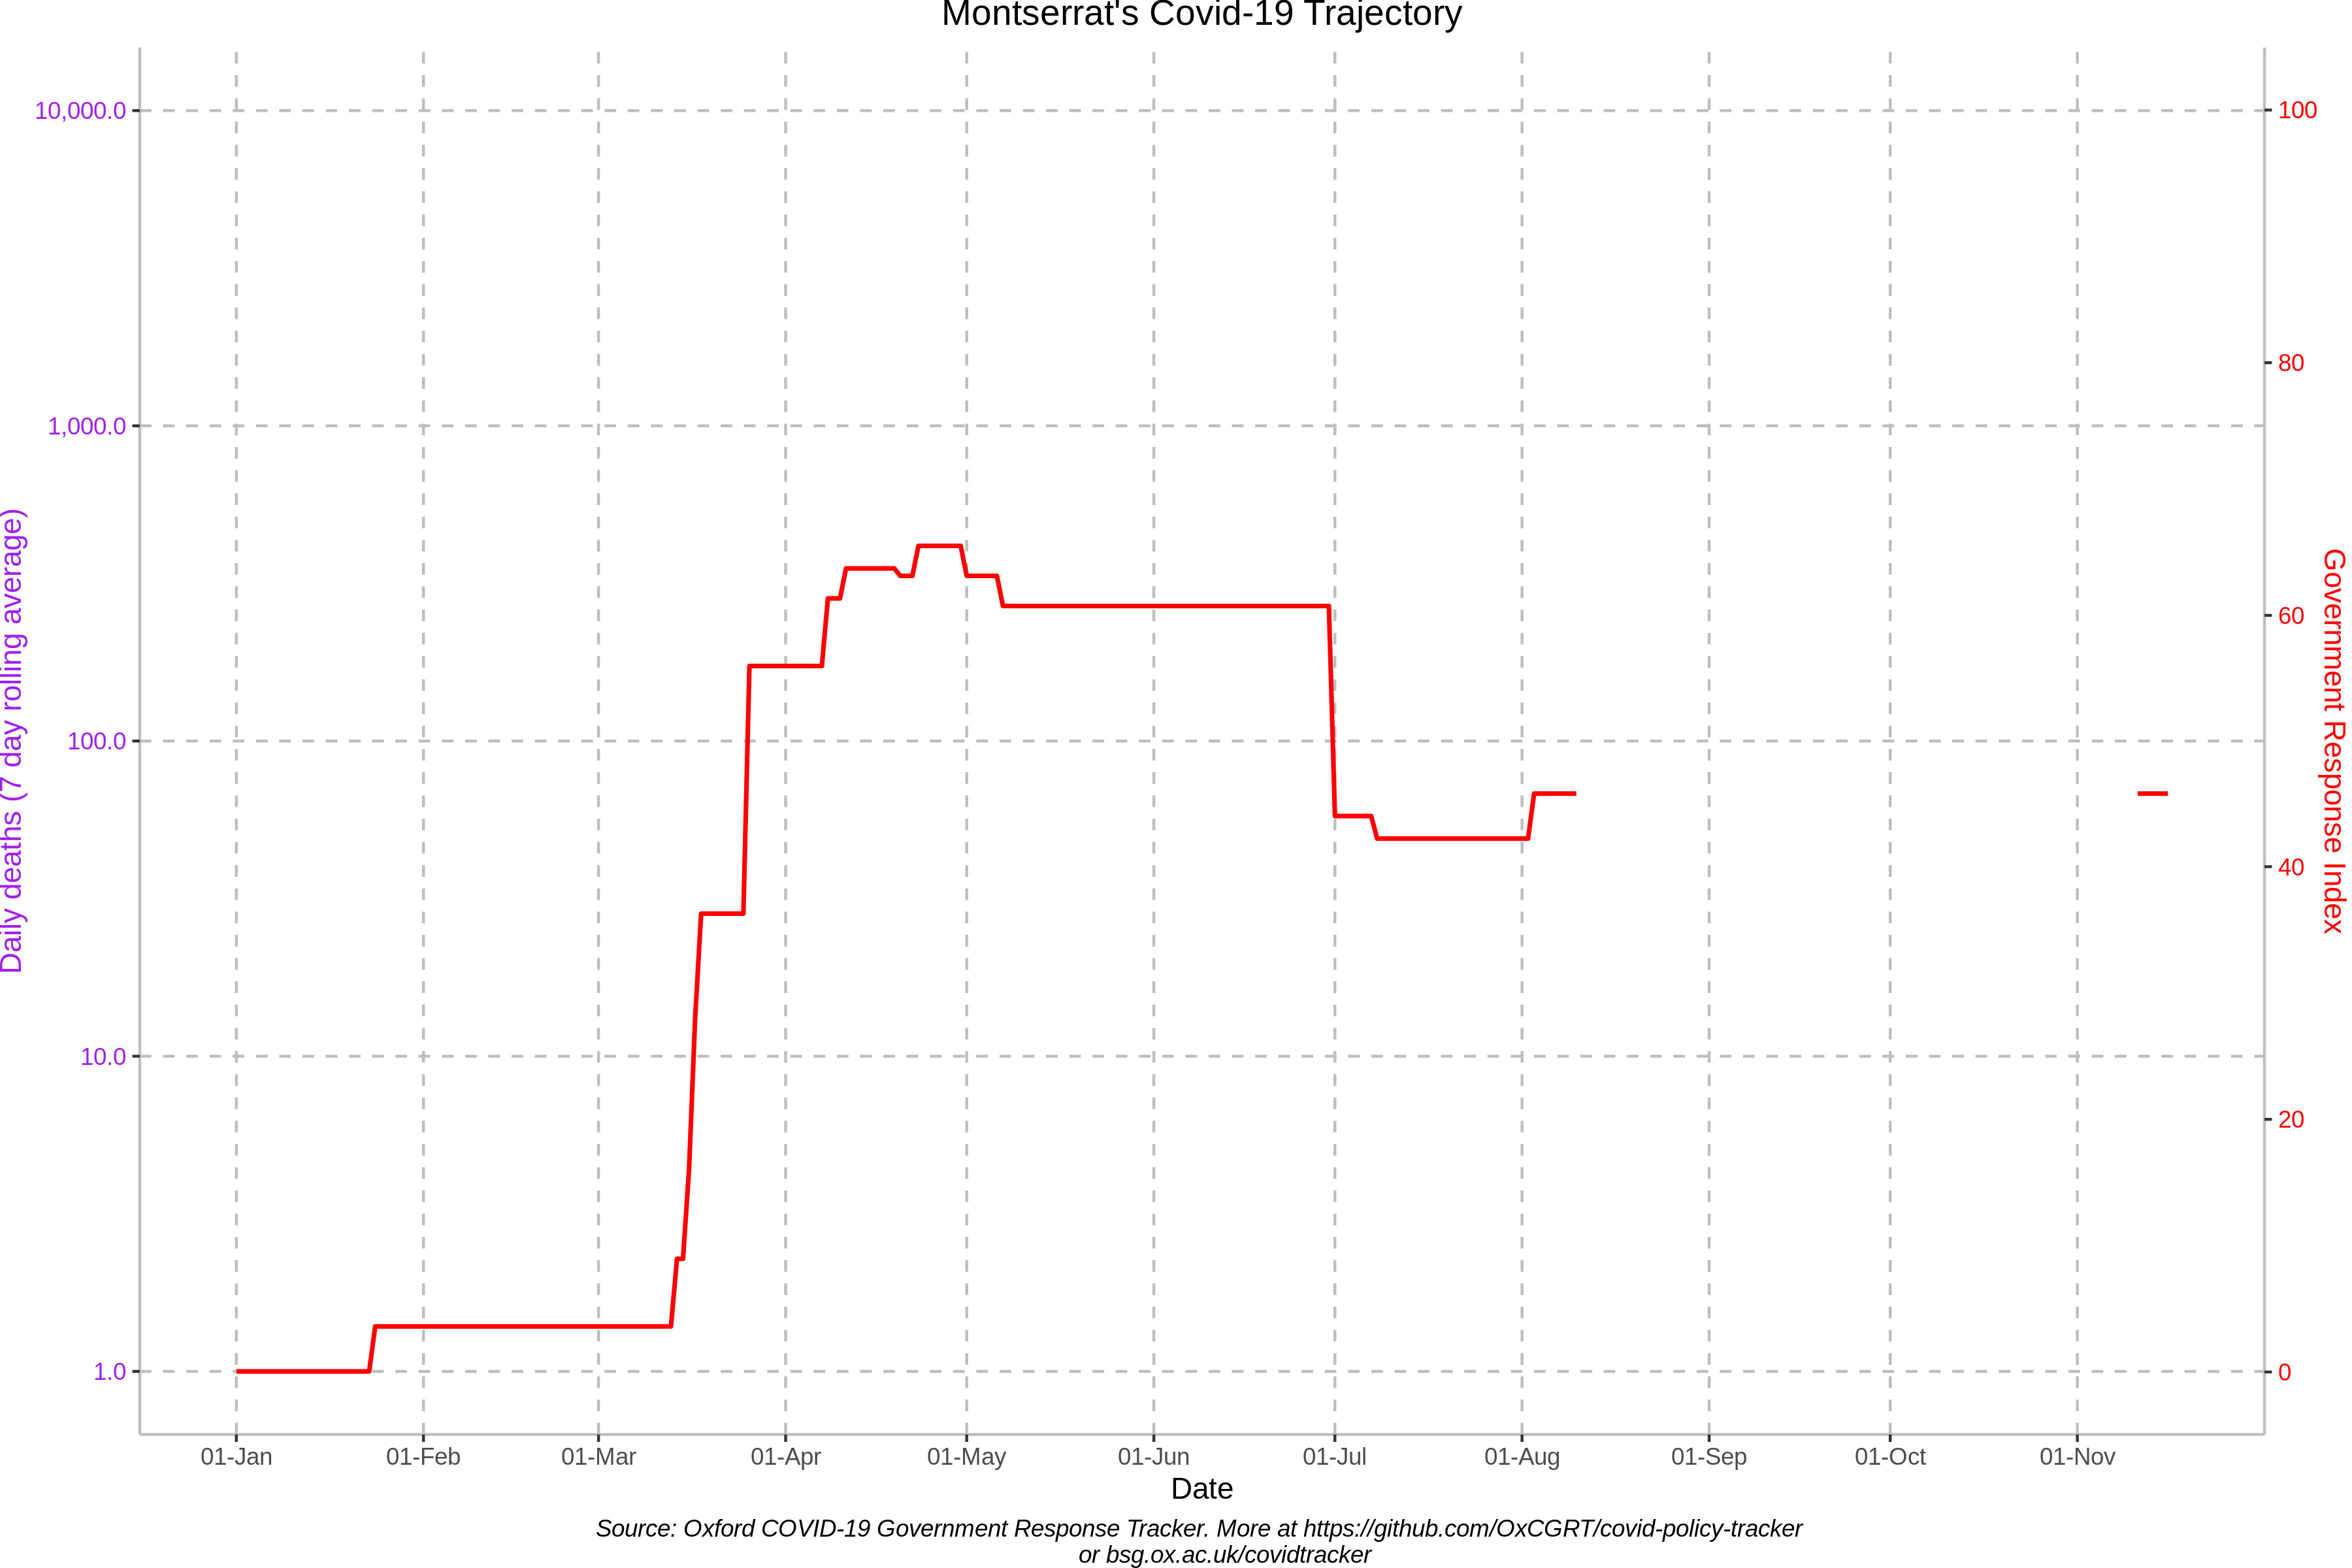 Montserrat's Covid-19 Trajectory
10,000.0
1,000.0
100.0
10.0
1.0
Daily deaths (7 day rolling average)
100
80
60
40
20
0
Government Response Index
01-Jan 01-Feb 01-Mar 01-Apr 01-May 01-Jun 01-Jul 01-Aug 01-Sep 01-Oct 01-Nov
Date
Source: Oxford COVID-19 Government Response Tracker. More at https://github.com/OxCGRT/covid-policy-tracker
or bsg.ox.ac.uk/covidtracker